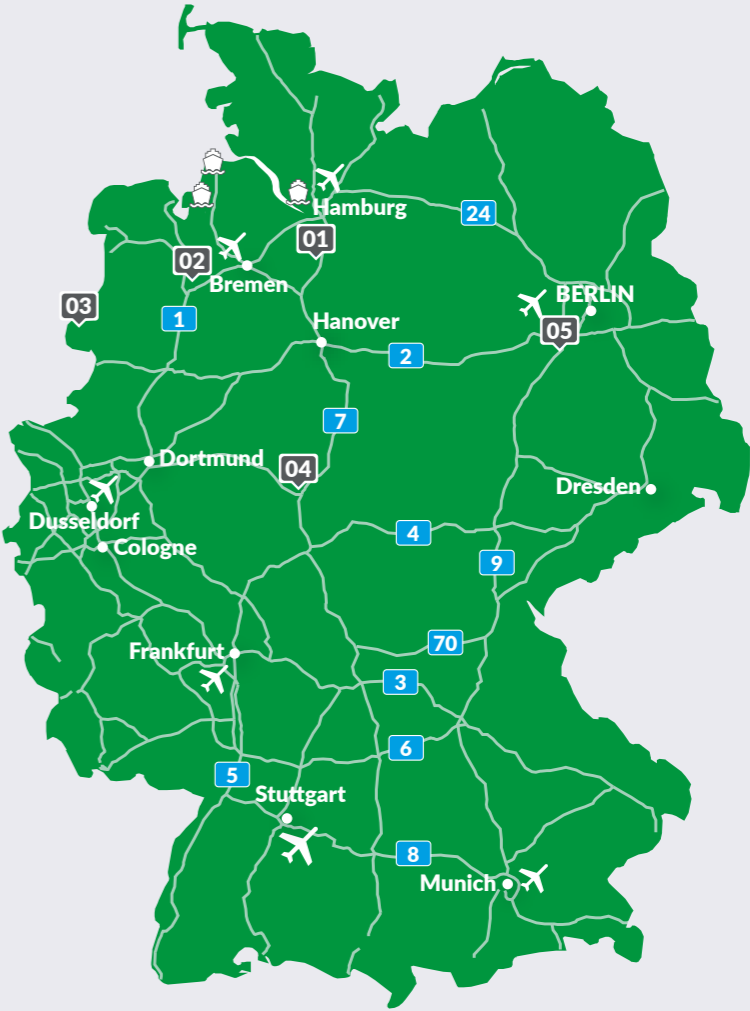 Hamburg
24
01
02
Bremen
BERLIN
03
1
Hanover
05
2
7
Dortmund
04
Dresden
Dusseldorf
4
Cologne
9
70
Frankfurt
3
6
5
Stuttgart
8
Munich